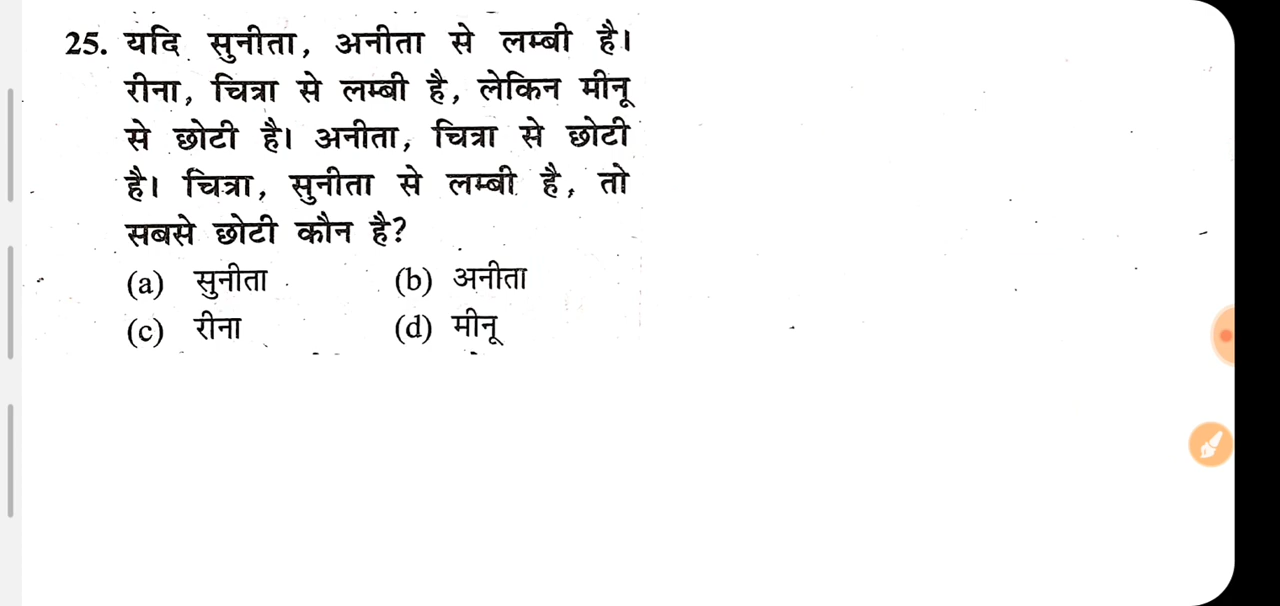 25. यदि सुनीता, अनीता से लम्बी है।
रीना, चित्रा से लम्बी है, लेकिन मीनू
से छोटी है। अनीता, चित्रा से छोटी
है। चित्रा, सुनीता से लम्बी है, तो
सबसे छोटी कौन है?
(a) सुनीता (b) अनीता
(c) रीना (d) मीनू